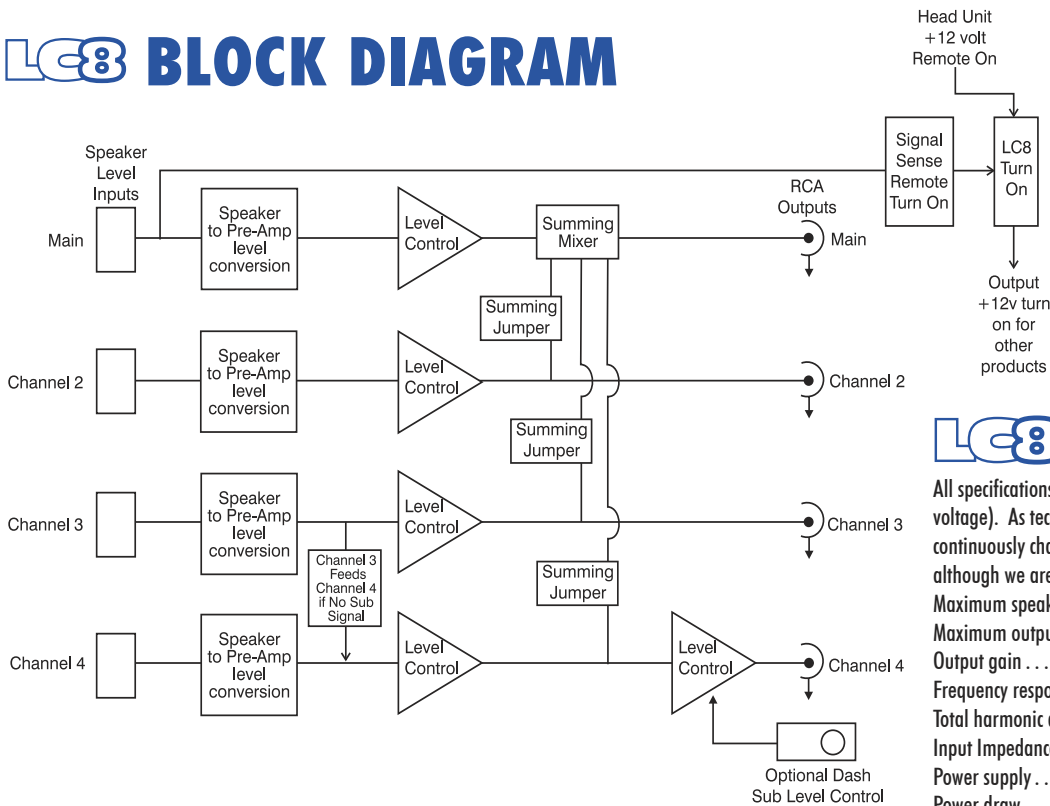 LC8 BLOCK DIAGRAM
Head Unit
+12 volt
Remote On
Signal
Sense
Remote
Turn On
LC8
Turn
On
Output
+12v turn
on for
other
products
Speaker
Level
Inputs
RCA
Outputs
Main
Speaker
to Pre-Amp
level
conversion
Level
Control
Summing
Mixer
Main
Summing
Jumper
Channel 2
Speaker
to Pre-Amp
level
conversion
Level
Control
Channel 2
Summing
Jumper
Channel 3
Speaker
to Pre-Amp
level
conversion
Level
Control
Channel 3
Channel 3
Feeds
Channel 4
if No Sub
Signal
Summing
Jumper
Channel 4
Speaker
to Pre-Amp
level
conversion
Level
Control
Level
Control
Channel 4
Optional Dash
Sub Level Control
LC8
All specifications
voltage). As
continuously
although we are
Maximum
Maximum
Output gain . . .
Frequency
Total harmonic
Input
Power supply . .
Power draw